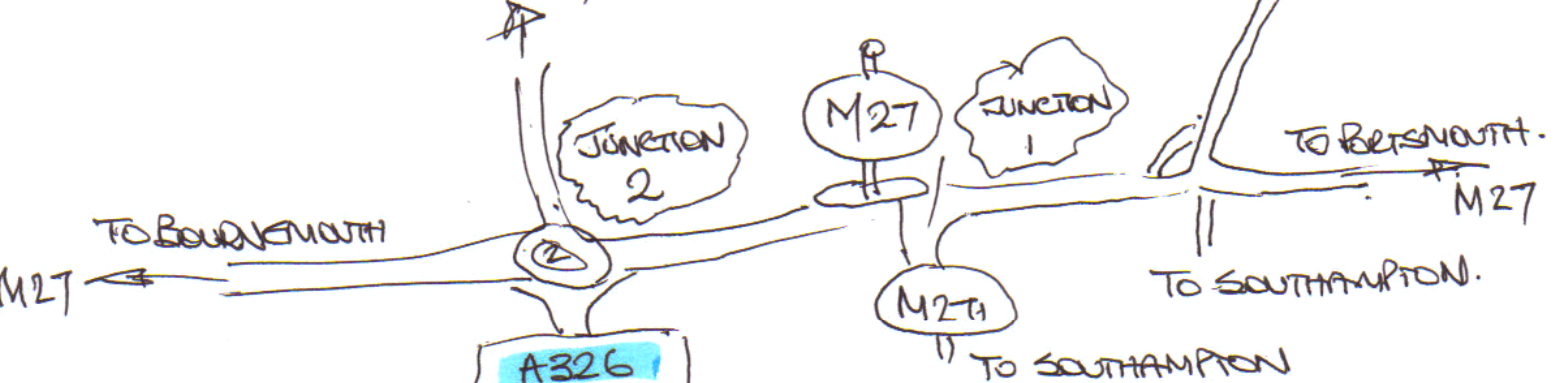 JUNCTION
2
M27
JUNCTION
1
TO PORTSMOUTH.
M27
TO BOURNEMOUTH
M27
2
TO SOUTHAMPTON.
M271
TO SOUTHAMPTON
A326